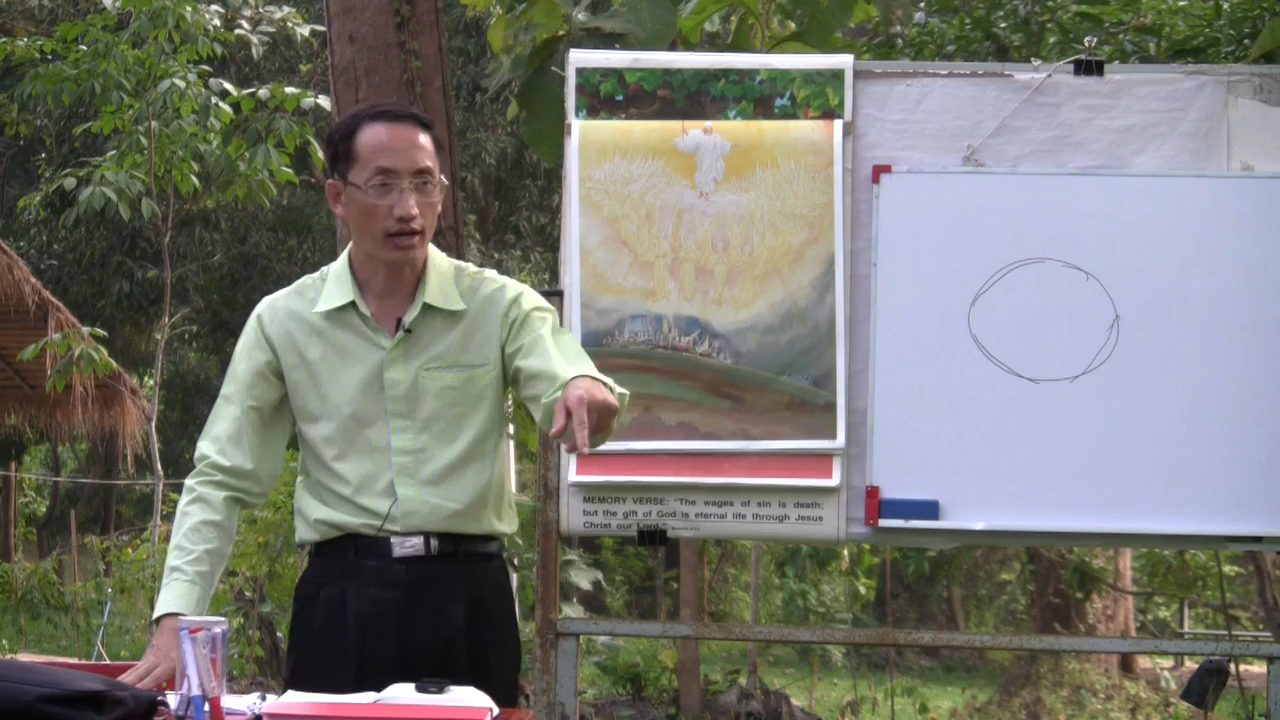 MEMORY VERSE: "The wages of sin is death;
but the gift of God is eternal life through Jesus
Christ our Lord."